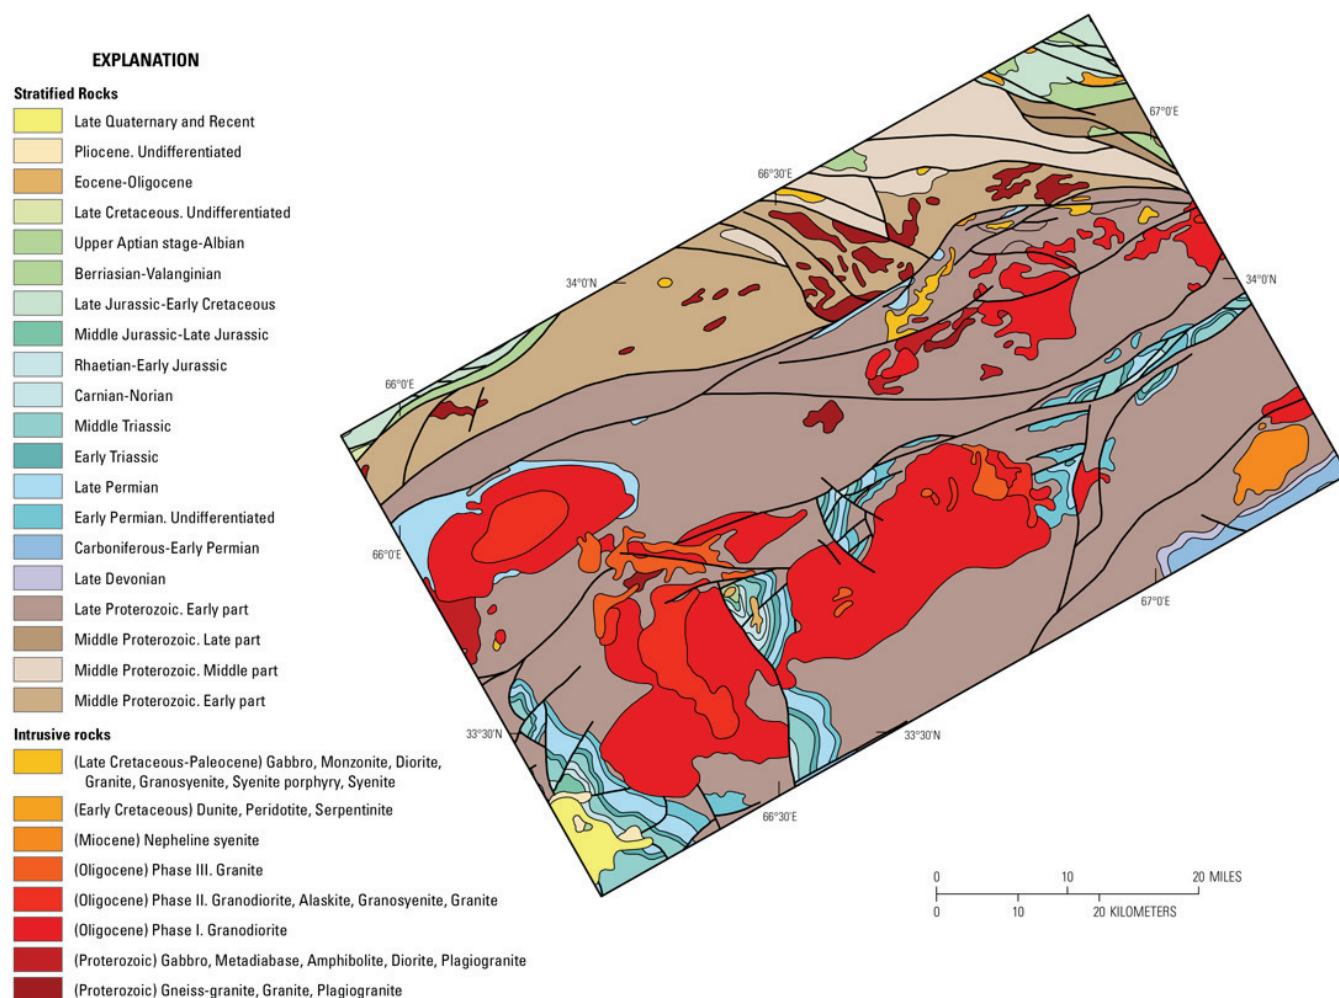 EXPLANATION
Stratified Rocks
Late Quaternary and Recent
Pliocene. Undifferentiated
Eocene-Oligocene
Late Cretaceous. Undifferentiated
Upper Aptian stage-Albian
Berriasian-Valanginian
Late Jurassic-Early Cretaceous
Middle Jurassic-Late Jurassic
Rhaetian-Early Jurassic
Carnian-Norian
Middle Triassic
Early Triassic
Late Permian
Early Permian. Undifferentiated
Carboniferous-Early Permian
Late Devonian
Late Proterozoic. Early part
Middle Proterozoic. Late part
Middle Proterozoic. Middle part
Middle Proterozoic. Early part
Intrusive rocks
(Late Cretaceous-Paleocene) Gabbro, Monzonite, Diorite,
Granite, Granosyenite, Syenite porphyry, Syenite
(Early Cretaceous) Dunite, Peridotite, Serpentinite
(Miocene) Nepheline syenite
(Oligocene) Phase III. Granite
(Oligocene) Phase II. Granodiorite, Alaskite, Granosyenite, Granite
(Oligocene) Phase I. Granodiorite
(Proterozoic) Gabbro, Metadiabase, Amphibolite, Diorite, Plagiogranite
(Proterozoic) Gneiss-granite, Granite, Plagiogranite
67°0'E
66°30'E
34°0'N
34°0'N
66°0'E
66°0'E
67°0'E
33°30'N
33°30'N
66°30'E
0 10 20 MILES
0 10 20 KILOMETERS